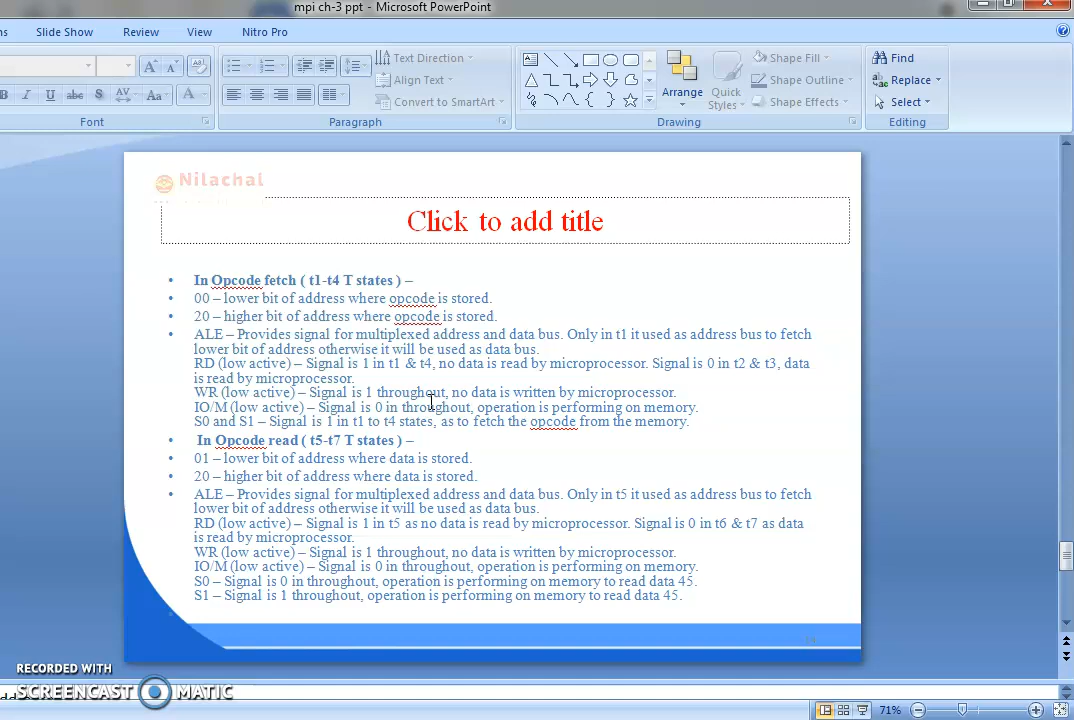 mpi ch-3 ppt - Microsoft PowerPoint
Slide Show Review View Nitro Pro
Text Direction
Align Text
Convert to SmartArt
Arrange
Quick Styles
Shape Fill
Shape Outline
Shape Effects
Find
Replace
Select
Font Paragraph Drawing Editing
Nilachal
Click to add title
• In Opcode fetch ( t1-t4 T states ) –
• 00 – lower bit of address where opcode is stored.
• 20 – higher bit of address where opcode is stored.
• ALE – Provides signal for multiplexed address and data bus. Only in t1 it used as address bus to fetch
lower bit of address otherwise it will be used as data bus.
RD (low active) – Signal is 1 in t1 & t4, no data is read by microprocessor. Signal is 0 in t2 & t3, data
is read by microprocessor.
WR (low active) – Signal is 1 throughout, no data is written by microprocessor.
IO/M (low active) – Signal is 0 in throughout, operation is performing on memory.
S0 and S1 – Signal is 1 in t1 to t4 states, as to fetch the opcode from the memory.
• In Opcode read ( t5-t7 T states ) –
• 01 – lower bit of address where data is stored.
• 20 – higher bit of address where data is stored.
• ALE – Provides signal for multiplexed address and data bus. Only in t5 it used as address bus to fetch
lower bit of address otherwise it will be used as data bus.
RD (low active) – Signal is 1 in t5 as no data is read by microprocessor. Signal is 0 in t6 & t7 as data
is read by microprocessor.
WR (low active) – Signal is 1 throughout, no data is written by microprocessor.
IO/M (low active) – Signal is 0 in throughout, operation is performing on memory.
S0 – Signal is 0 in throughout, operation is performing on memory to read data 45.
S1 – Signal is 1 throughout, operation is performing on memory to read data 45.
RECORDED WITH
SCREENCAST MATIC
71%